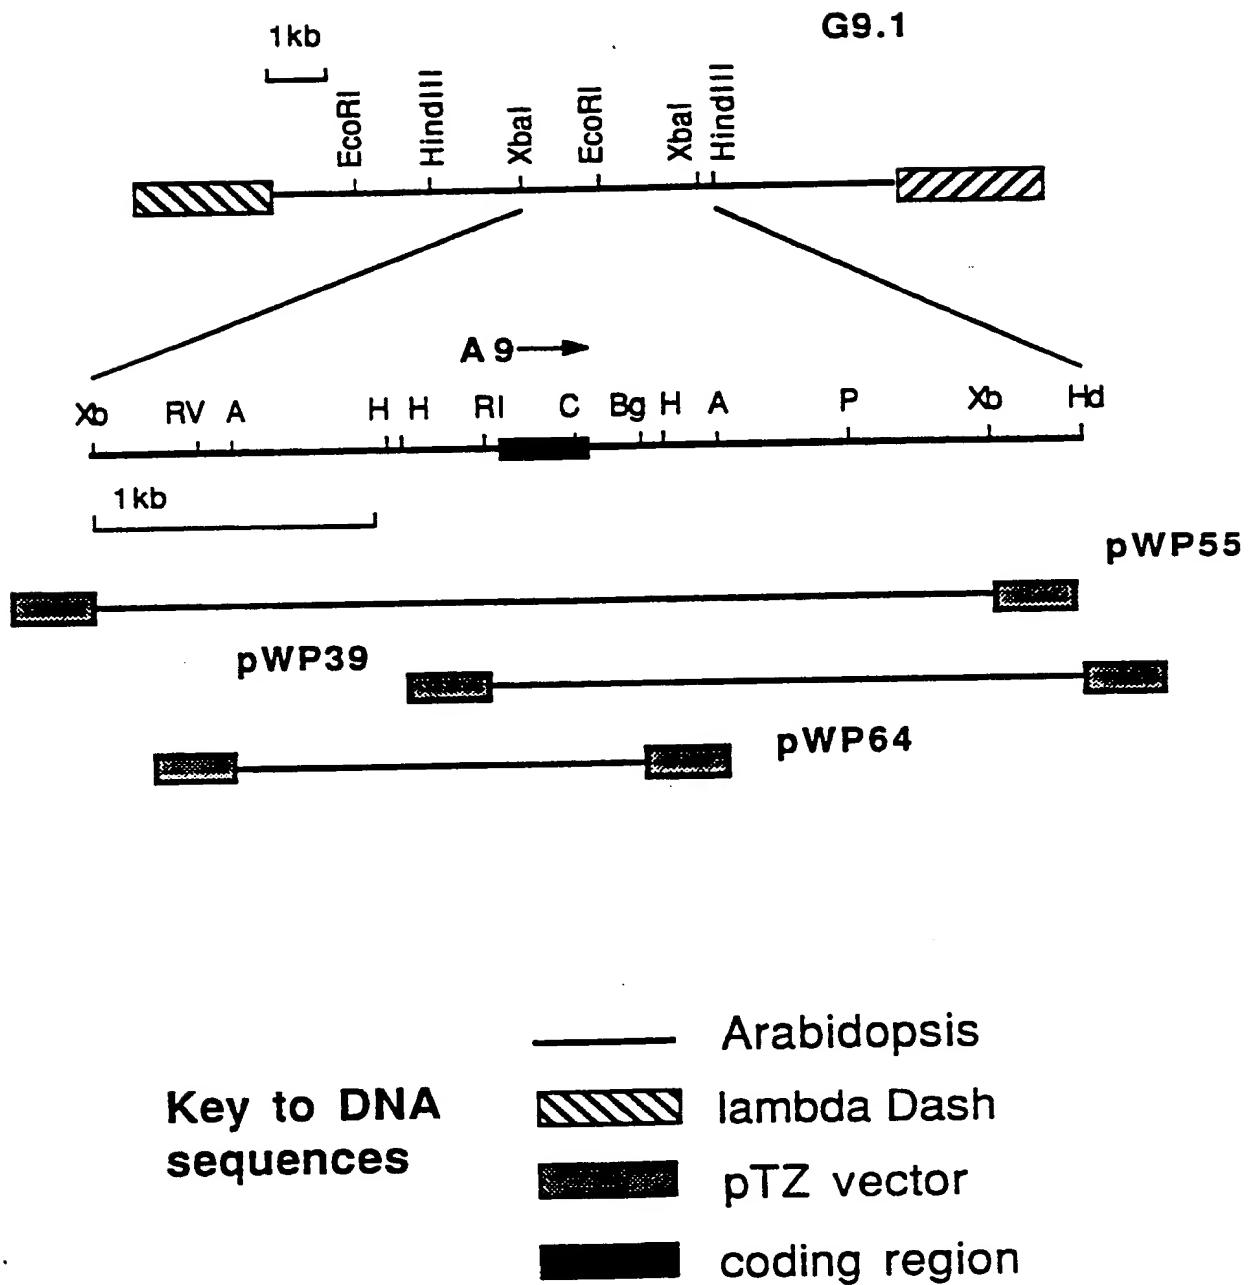 G9.1
1kb
EcoRI
HindIII
XbaI
EcoRI
XbaI
HindIII
A9
Xb RV A H H RI C Bg H A P Xb Hd
1kb
pWP55
pWP39
pWP64
Key to DNA
sequences
Arabidopsis
lambda Dash
pTZ vector
coding region